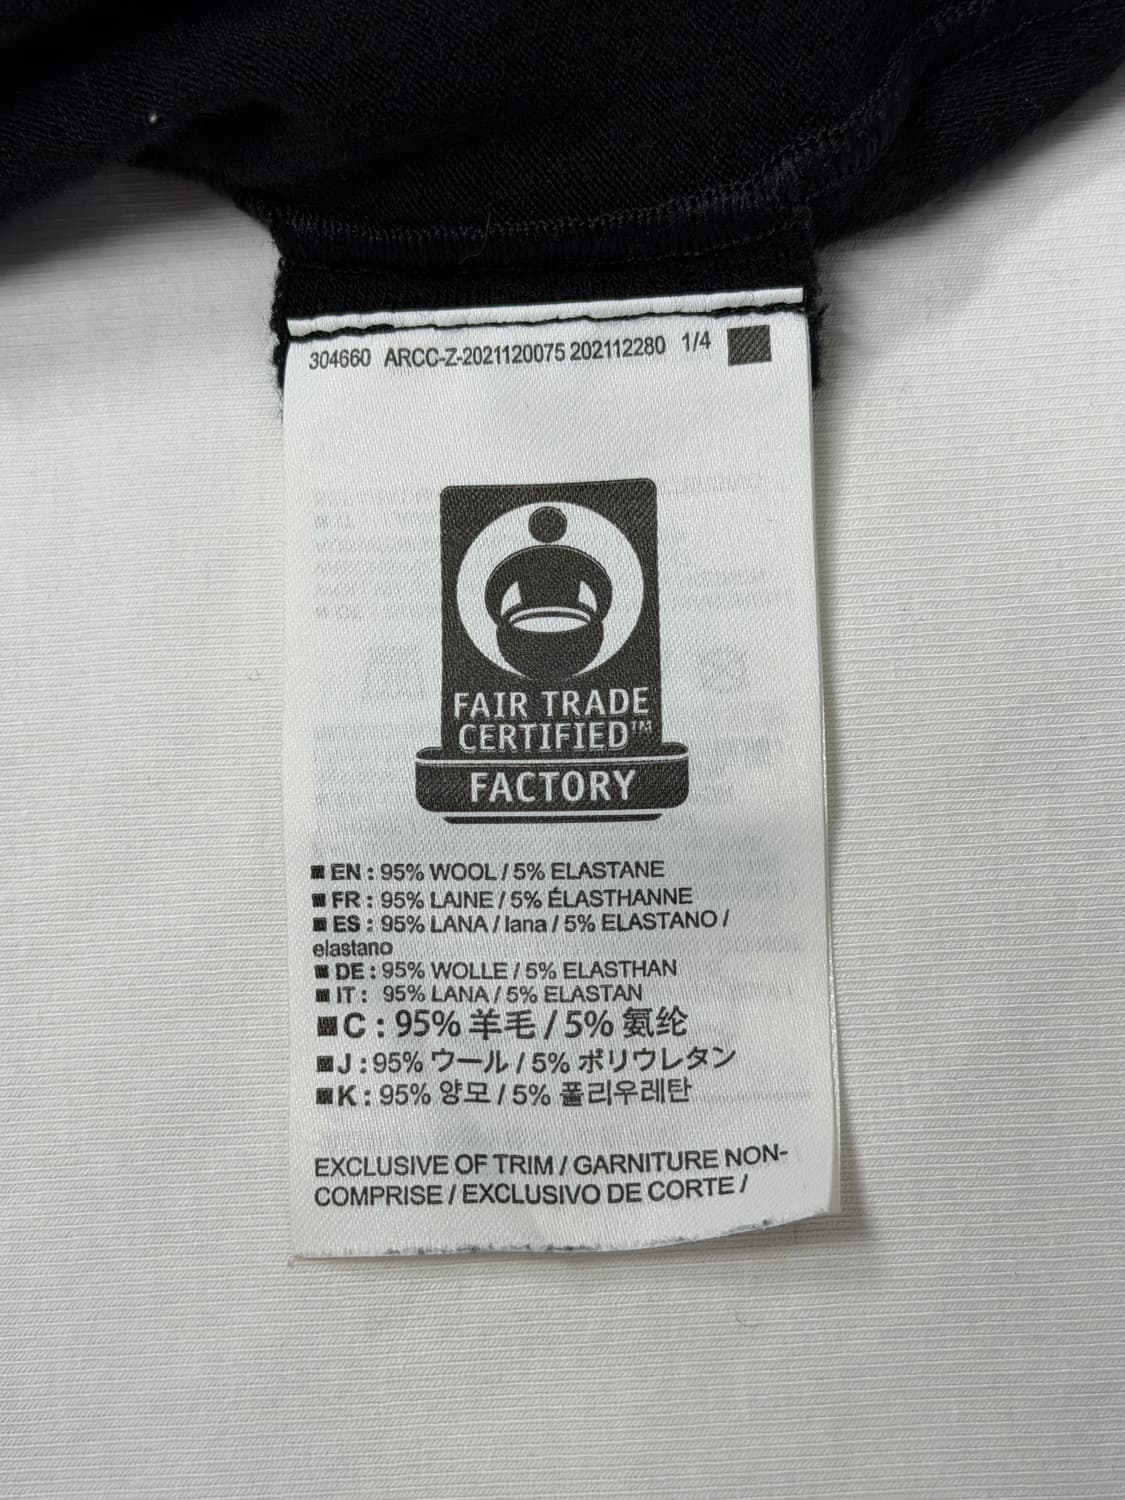 304660 ARCC-Z-2021120075 202112280 1/4
FAIR TRADE
CERTIFIED™
FACTORY
EN : 95% WOOL / 5% ELASTANE
FR : 95% LAINE / 5% ÉLASTHANNE
ES : 95% LANA / lana / 5% ELASTANO /
elastano
DE : 95% WOLLE / 5% ELASTHAN
IT : 95% LANA / 5% ELASTAN
C : 95% 羊毛 / 5% 氨纶
J : 95% ウール / 5% ポリウレタン
K : 95% 양모 / 5% 폴리우레탄
EXCLUSIVE OF TRIM / GARNITURE NON-
COMPRISE / EXCLUSIVO DE CORTE /